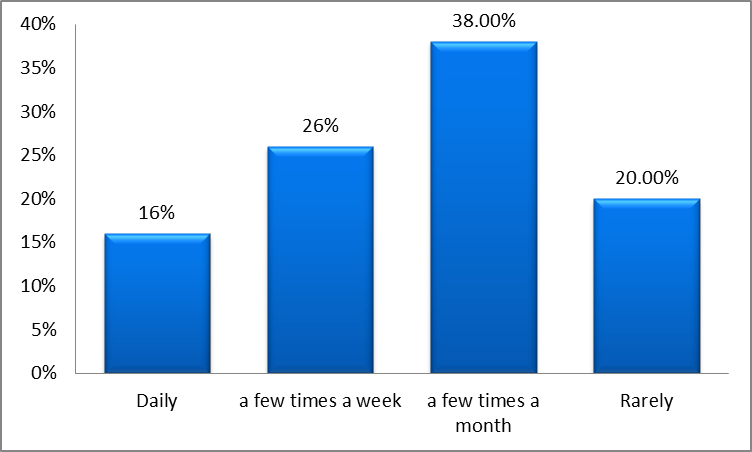 40%
35%
30%
25%
20%
15%
10%
5%
0%
16%
26%
38.00%
20.00%
Daily
a few times a week
a few times a
month
Rarely